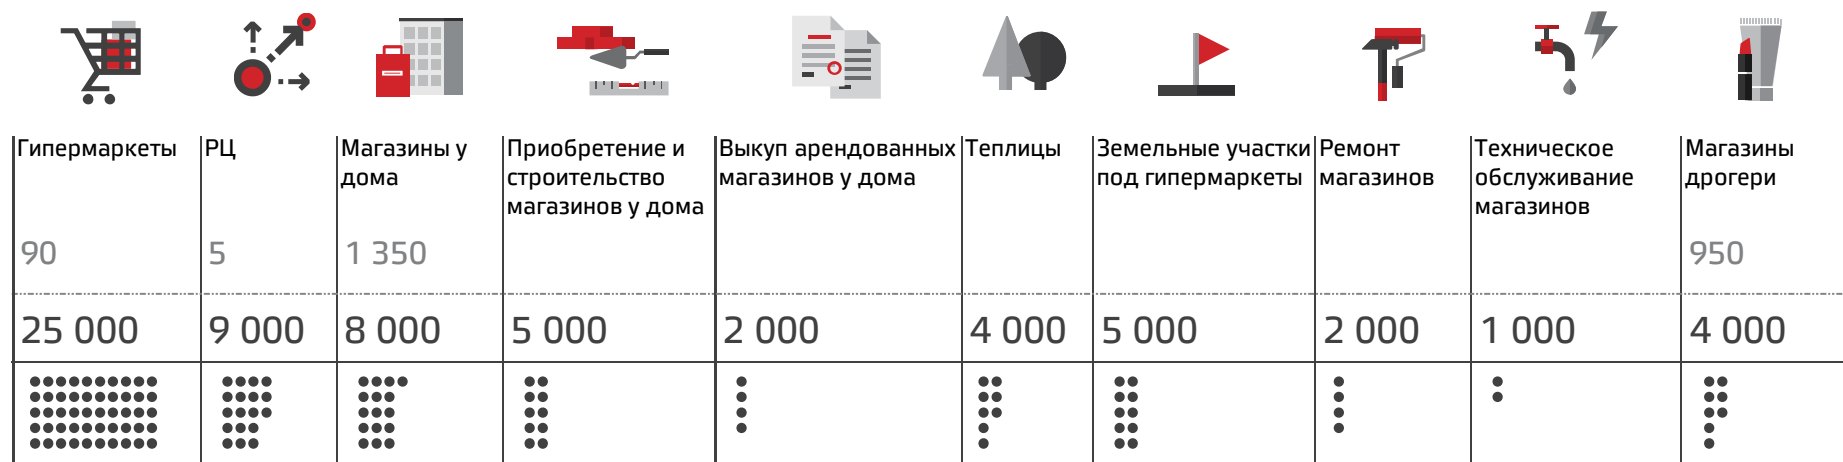 Гипермаркеты
90
25 000
РЦ
5
9 000
Магазины у
дома
1 350
8 000
Приобретение и
строительство
магазинов у дома
5 000
Выкуп арендованных
магазинов у дома
2 000
Теплицы
4 000
Земельные участки
под гипермаркеты
5 000
Ремонт
магазинов
2 000
Техническое
обслуживание
магазинов
1 000
Магазины
дрогери
950
4 000